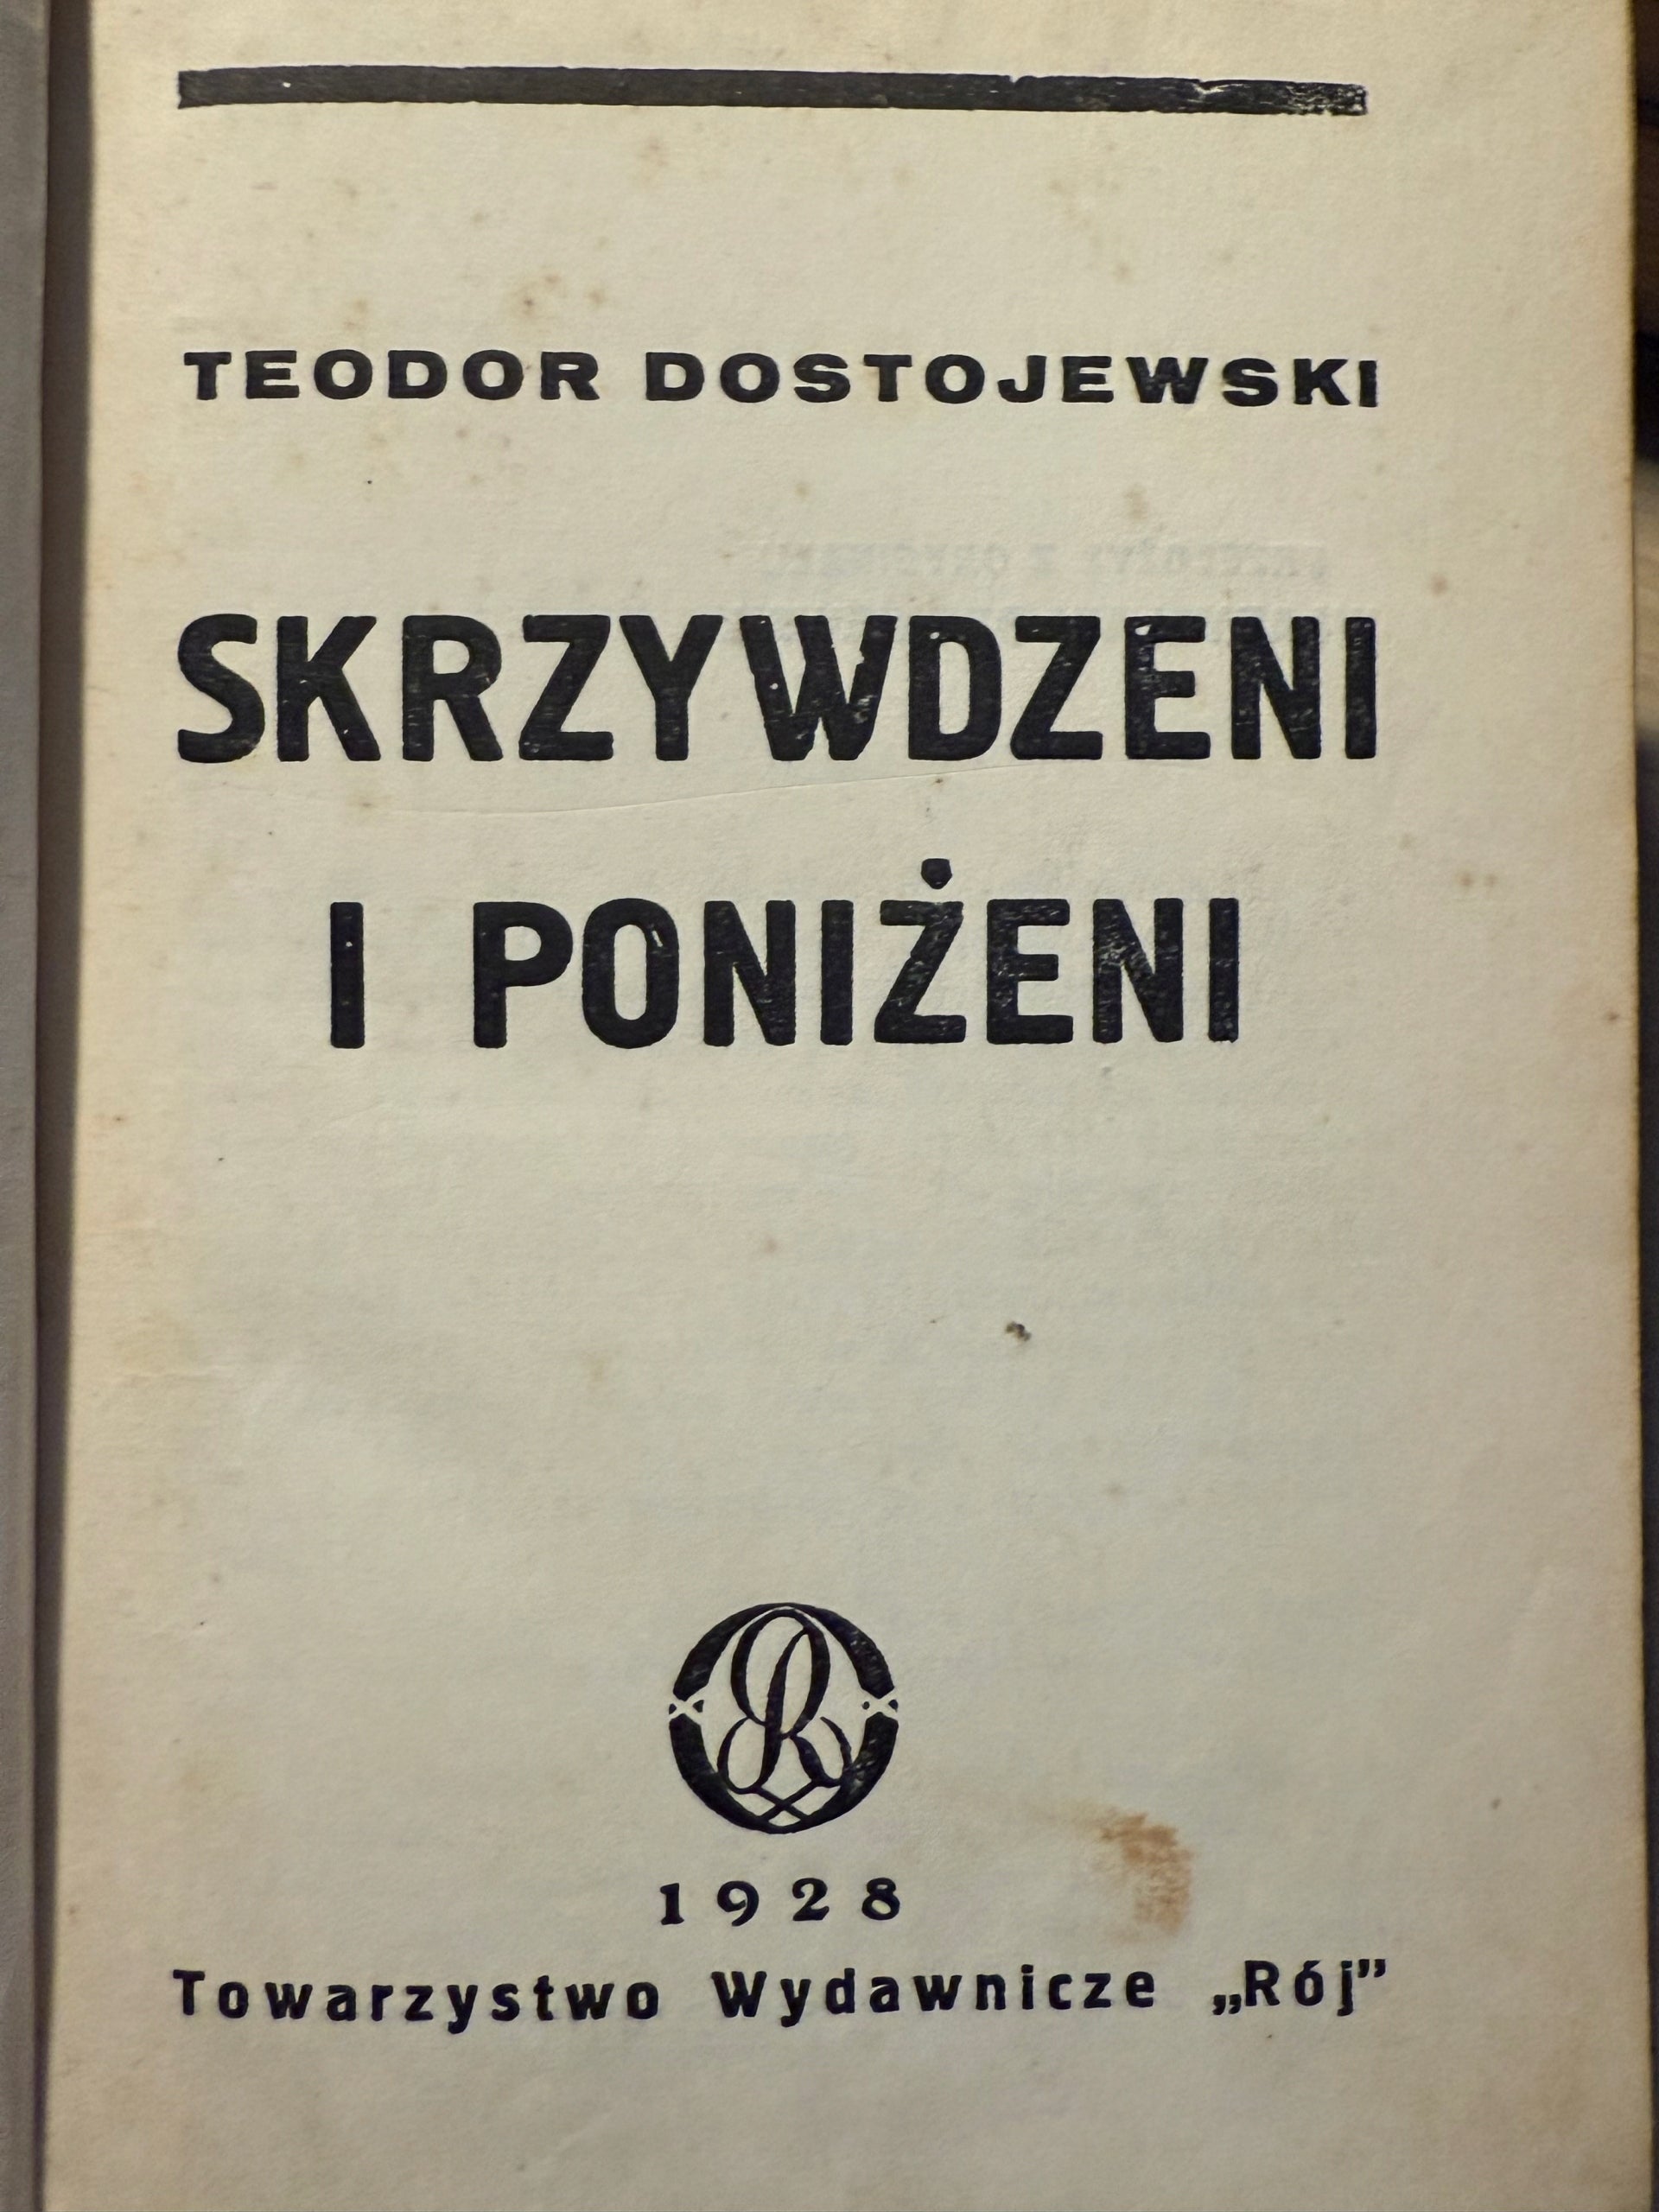 TEODOR DOSTOJEWSKI
SKRZYWDZENI
I PONIŻENI
R
1928
Towarzystwo Wydawnicze „Rój”